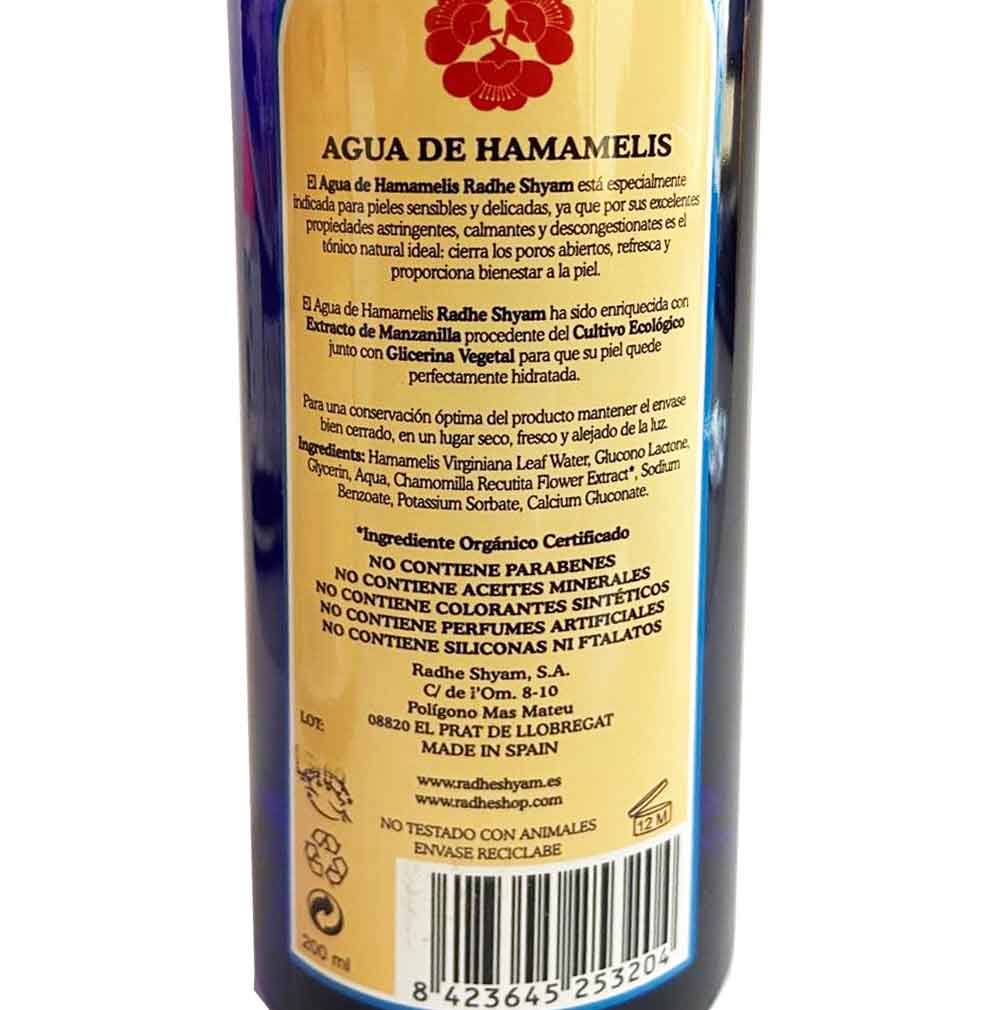 AGUA DE HAMAMELIS
El Agua de Hamamelis Radhe Shyam está especialmente
indicada para pieles sensibles y delicadas, ya que por sus excelentes
propiedades astringentes, calmantes y descongestionates es el
tónico natural ideal: cierra los poros abiertos, refresca y
proporciona bienestar a la piel.
El Agua de Hamamelis Radhe Shyam ha sido enriquecida con
Extracto de Manzanilla procedente del Cultivo Ecológico
junto con Glicerina Vegetal para que su piel quede
perfectamente hidratada.
Para una conservación óptima del producto mantener el envase
bien cerrado, en un lugar seco, fresco y alejado de la luz.
Ingredients: Hamamelis Virginiana Leaf Water, Glucono Lactone,
Glycerin, Aqua, Chamomilla Recutita Flower Extract*, Sodium
Benzoate, Potassium Sorbate, Calcium Gluconate.
*Ingrediente Orgánico Certificado
NO CONTIENE PARABENES
NO CONTIENE ACEITES MINERALES
NO CONTIENE COLORANTES SINTÉTICOS
NO CONTIENE PERFUMES ARTIFICIALES
NO CONTIENE SILICONAS NI FTALATOS
Radhe Shyam, S.A.
C/ de l'Om. 8-10
Polígono Mas Mateu
08820 EL PRAT DE LLOBREGAT
MADE IN SPAIN
LOT:
www.radheshyam.es
www.radheshop.com
NO TESTADO CON ANIMALES
ENVASE RECICLABE
12 M
200 ml
8 423645 253204